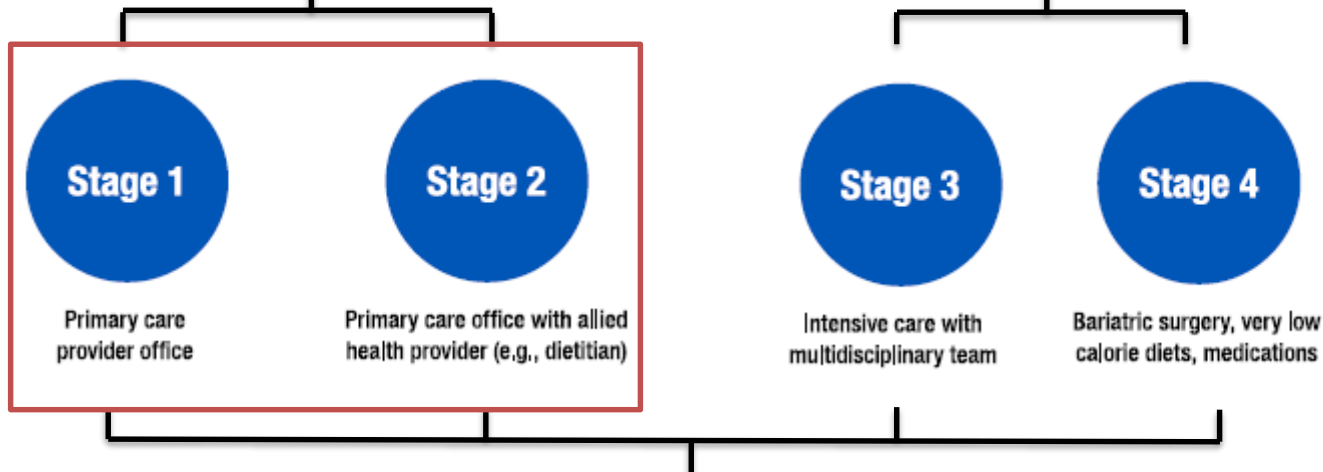 Stage 1
Stage 2
Stage 3
Stage 4
Primary care
provider office
Primary care office with allied
health provider (e.g., dietitian)
Intensive care with
multidisciplinary team
Bariatric surgery, very low
calorie diets, medications